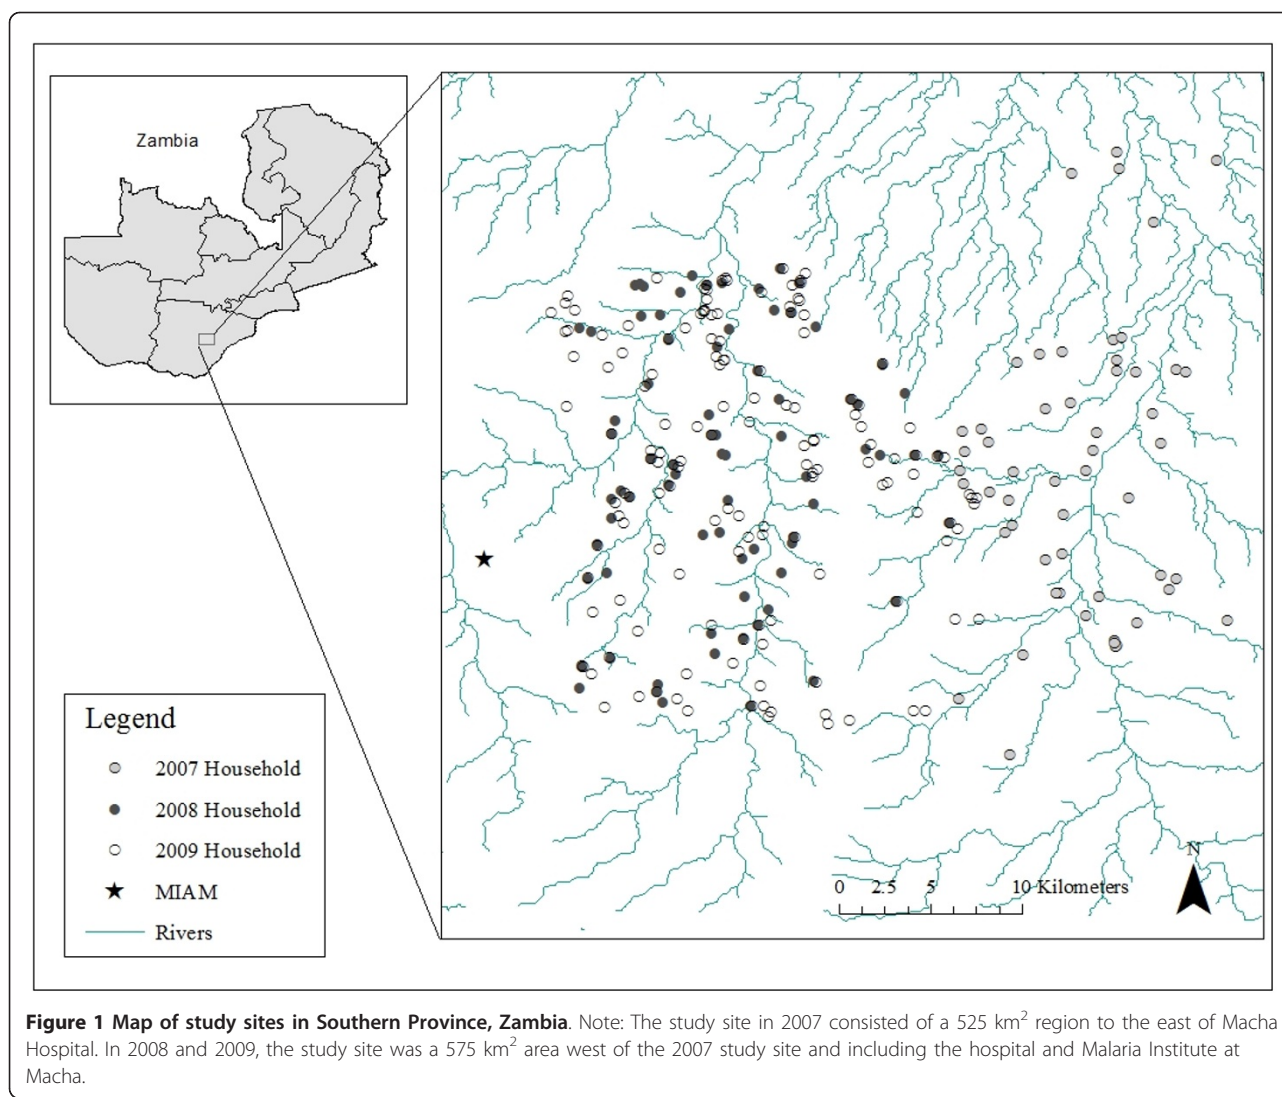 Zambia
Legend
2007 Household
2008 Household
2009 Household
MIAM
Rivers
N
0 2.5 5 10 Kilometers
Figure 1 Map of study sites in Southern Province, Zambia. Note: The study site in 2007 consisted of a 525 km² region to the east of Macha
Hospital. In 2008 and 2009, the study site was a 575 km² area west of the 2007 study site and including the hospital and Malaria Institute at
Macha.